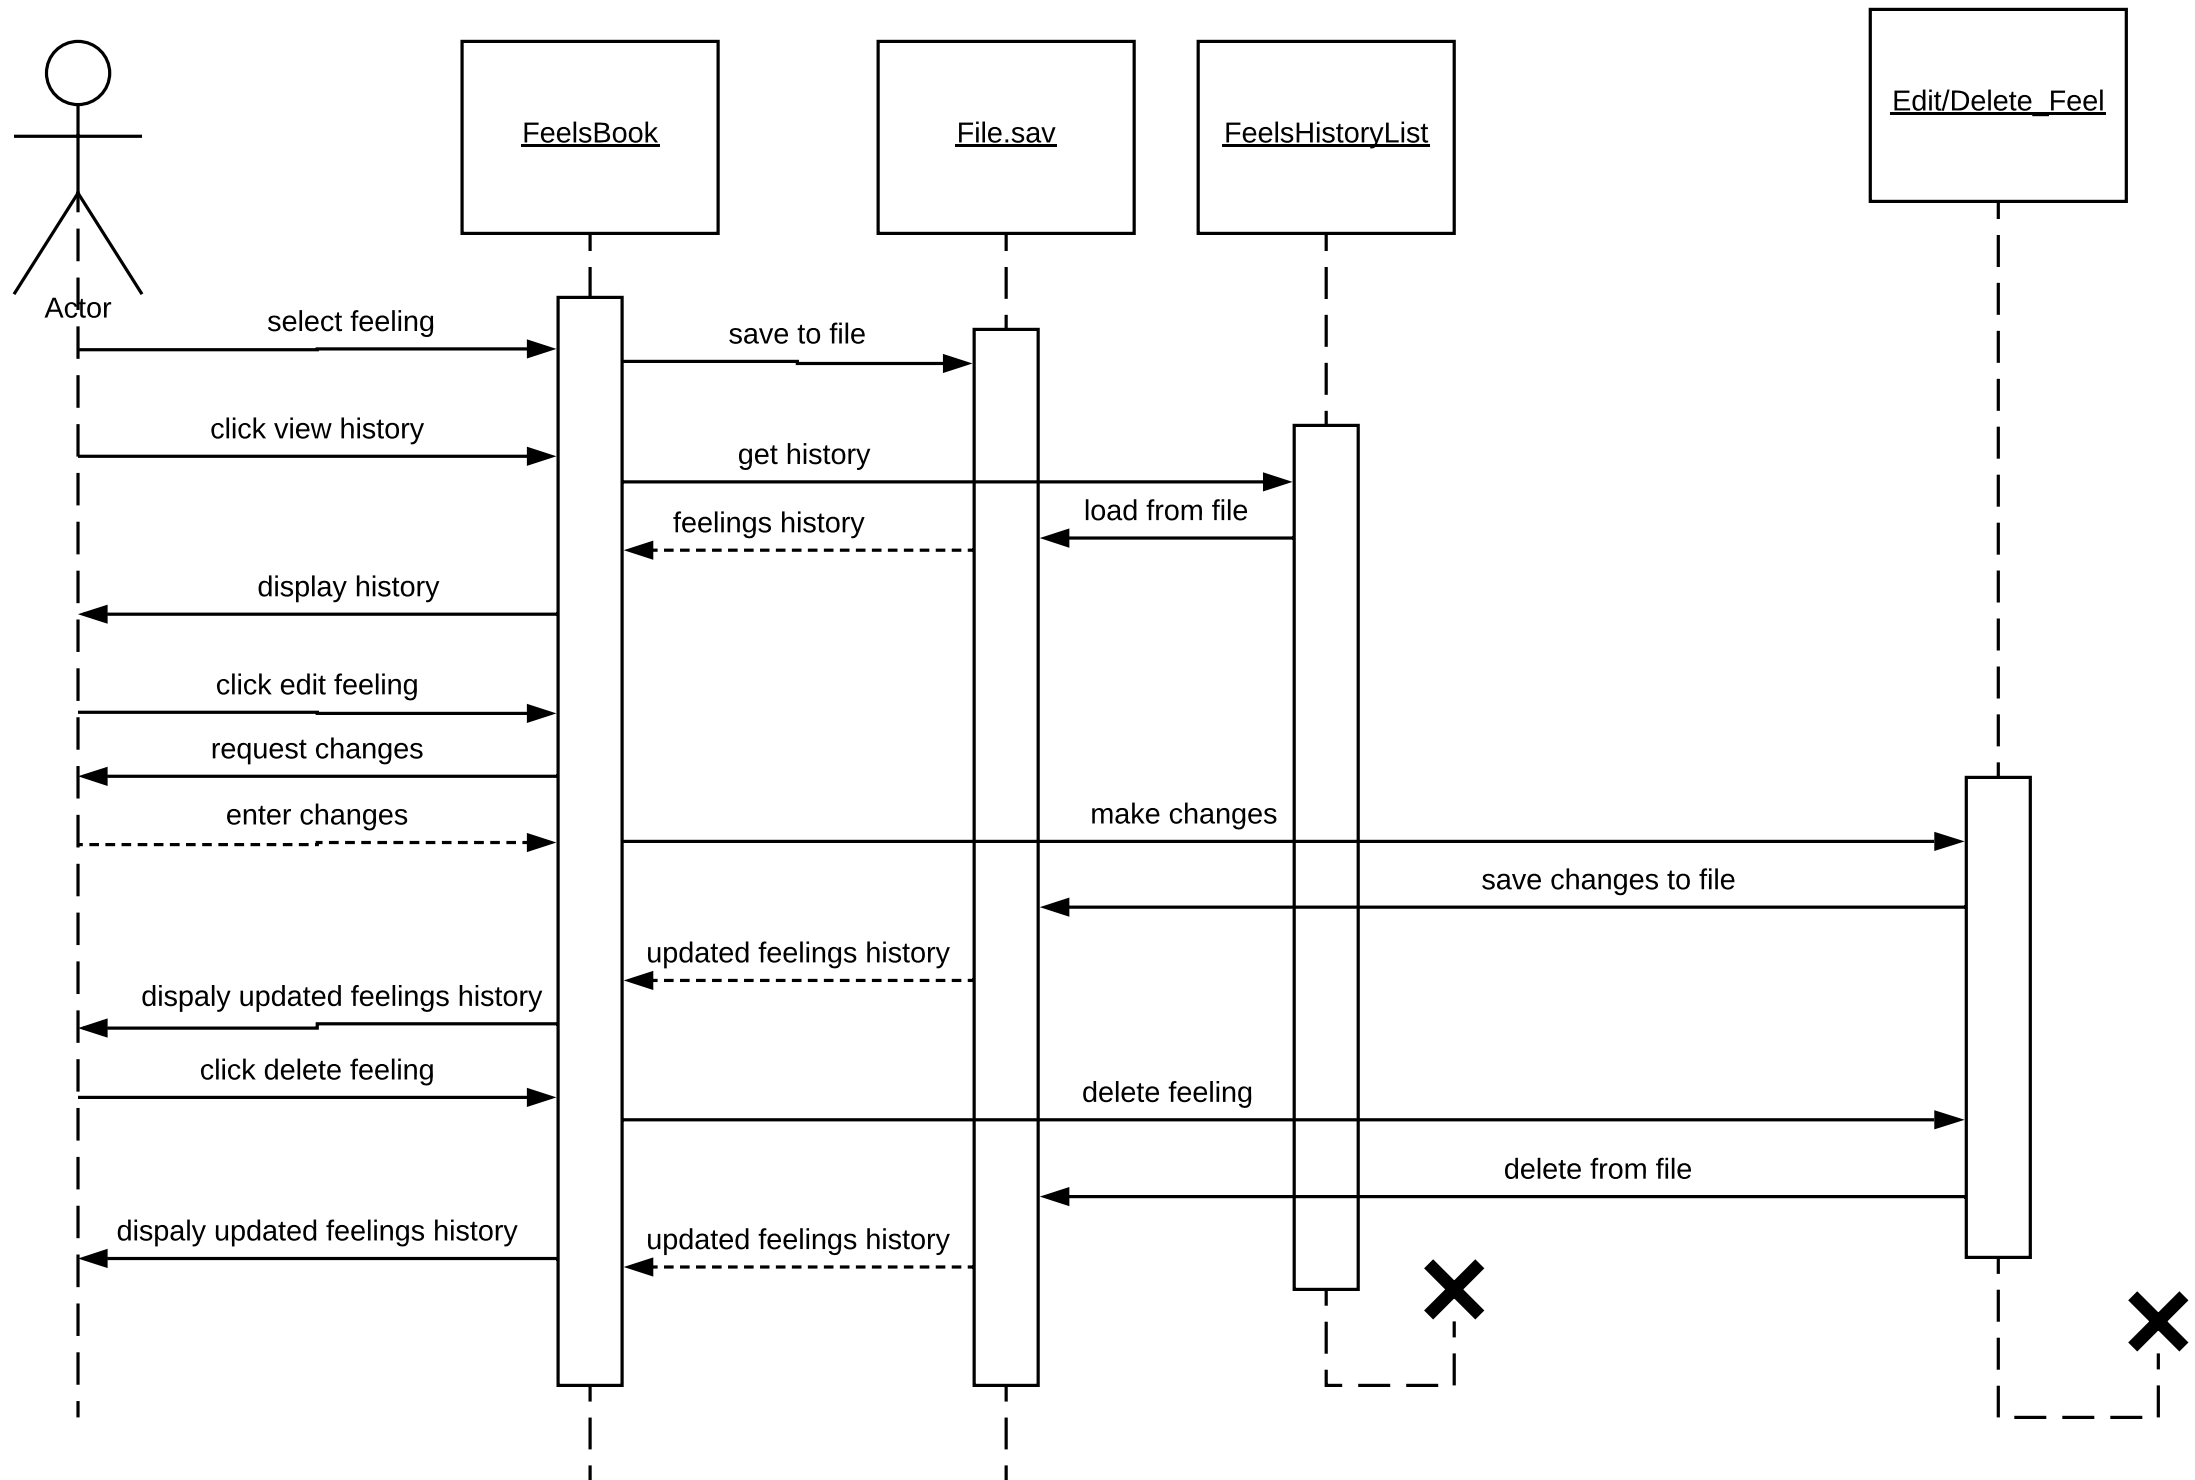 Edit/Delete_Feel
FeelsBook
File.sav
FeelsHistoryList
Actor
select feeling
save to file
click view history
get history
load from file
feelings history
display history
click edit feeling
request changes
enter changes
make changes
save changes to file
updated feelings history
dispaly updated feelings history
click delete feeling
delete feeling
delete from file
dispaly updated feelings history
updated feelings history